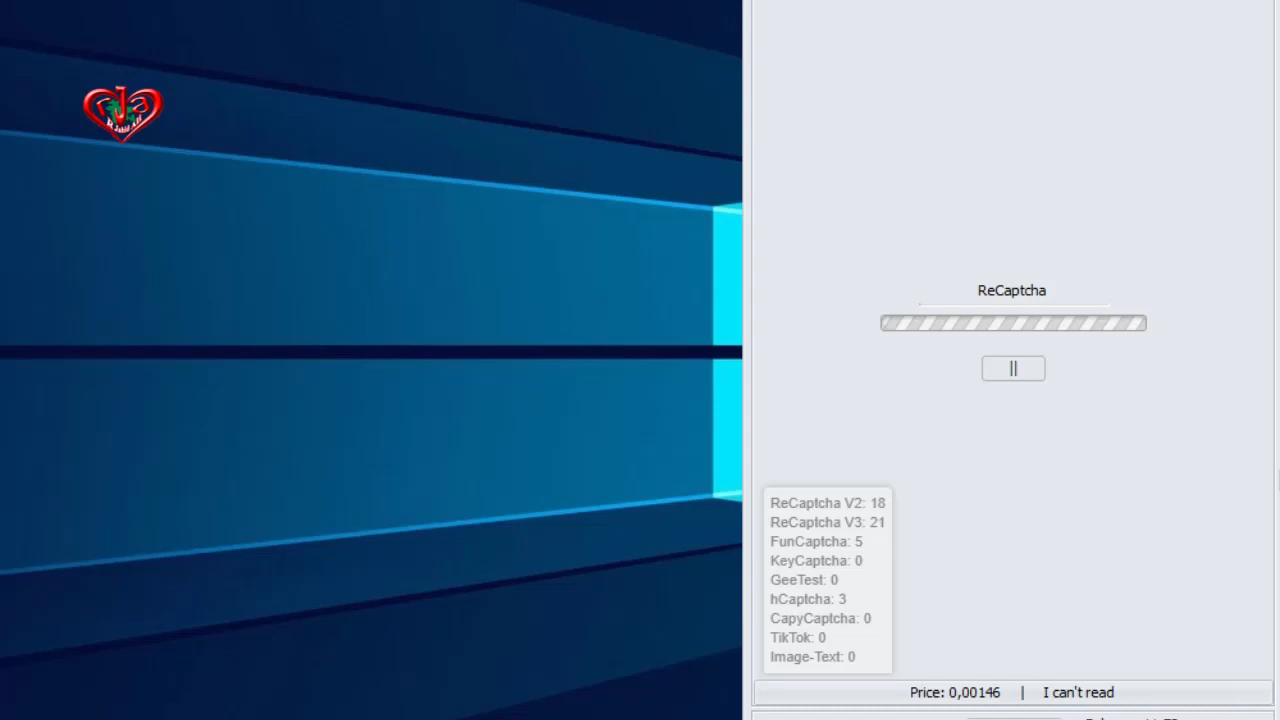 rja
ReCaptcha
||
ReCaptcha V2: 18
ReCaptcha V3: 21
FunCaptcha: 5
KeyCaptcha: 0
GeeTest: 0
hCaptcha: 3
CapyCaptcha: 0
TikTok: 0
Image-Text: 0
Price: 0,00146 | I can't read